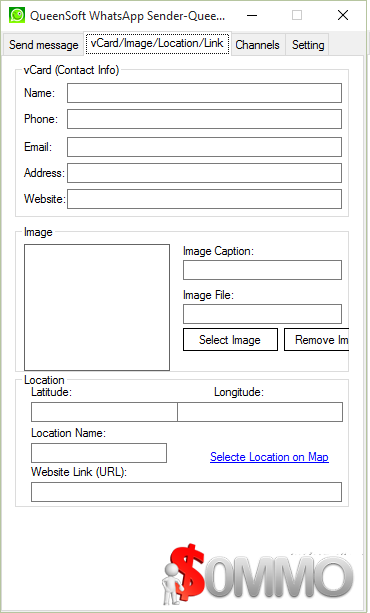 QueenSoft WhatsApp Sender-Quee...
Send message vCard/Image/Location/Link Channels Setting
vCard (Contact Info)
Name:
Phone:
Email:
Address:
Website:
Image
Image Caption:
Image File:
Select Image Remove Im
Location
Latitude: Longitude:
Location Name:
Selecte Location on Map
Website Link (URL):
$OMMO